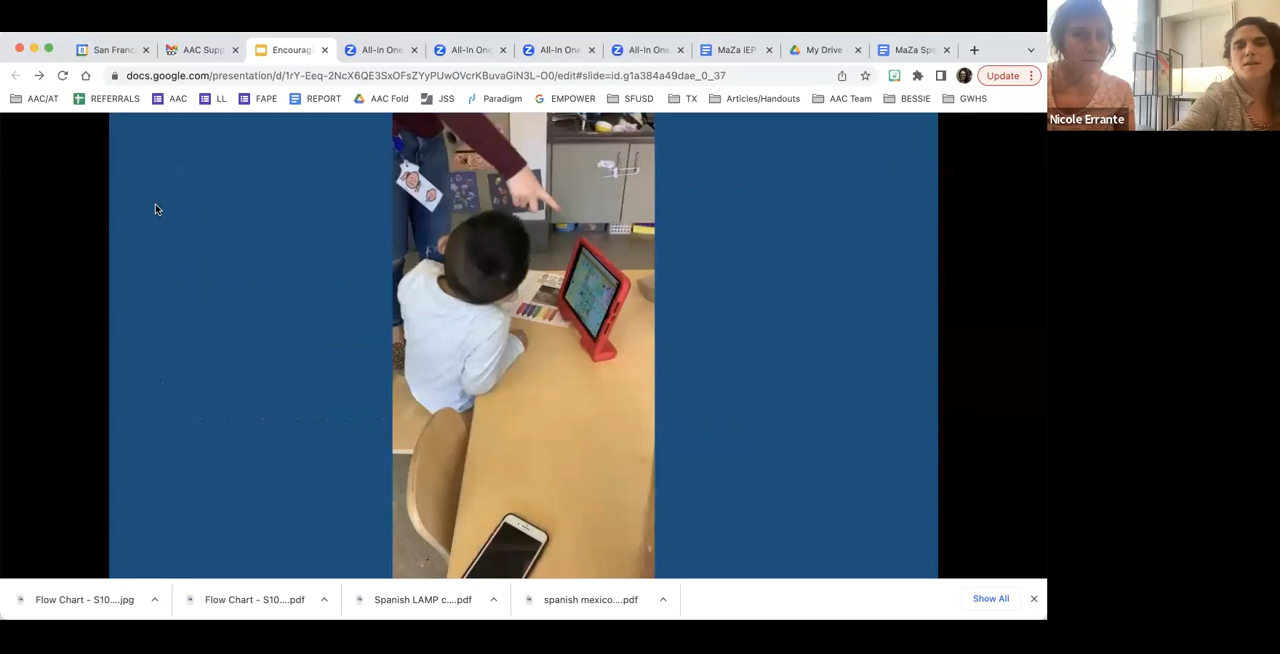 San Franc
AAC Supp
Encourag
All-In One
All-In One
All-In One
All-In One
MaZa IEP
My Drive -
MaZa Spe
docs.google.com/presentation/d/1rY-Eeq-2NcX6QE3SxOFsZYyPUwOVcrKBuvaGiN3L-O0/edit#slide=id.g1a384a49dae_0_37
Update
AAC/AT
REFERRALS
AAC
LL
FAPE
REPORT
AAC Fold
JSS
Paradigm
EMPOWER
SFUSD
TX
Articles/Handouts
AAC Team
BESSIE
GWHS
Nicole Errante
Flow Chart - S10....jpg
Flow Chart - S10....pdf
Spanish LAMP c....pdf
spanish mexico....pdf
Show All